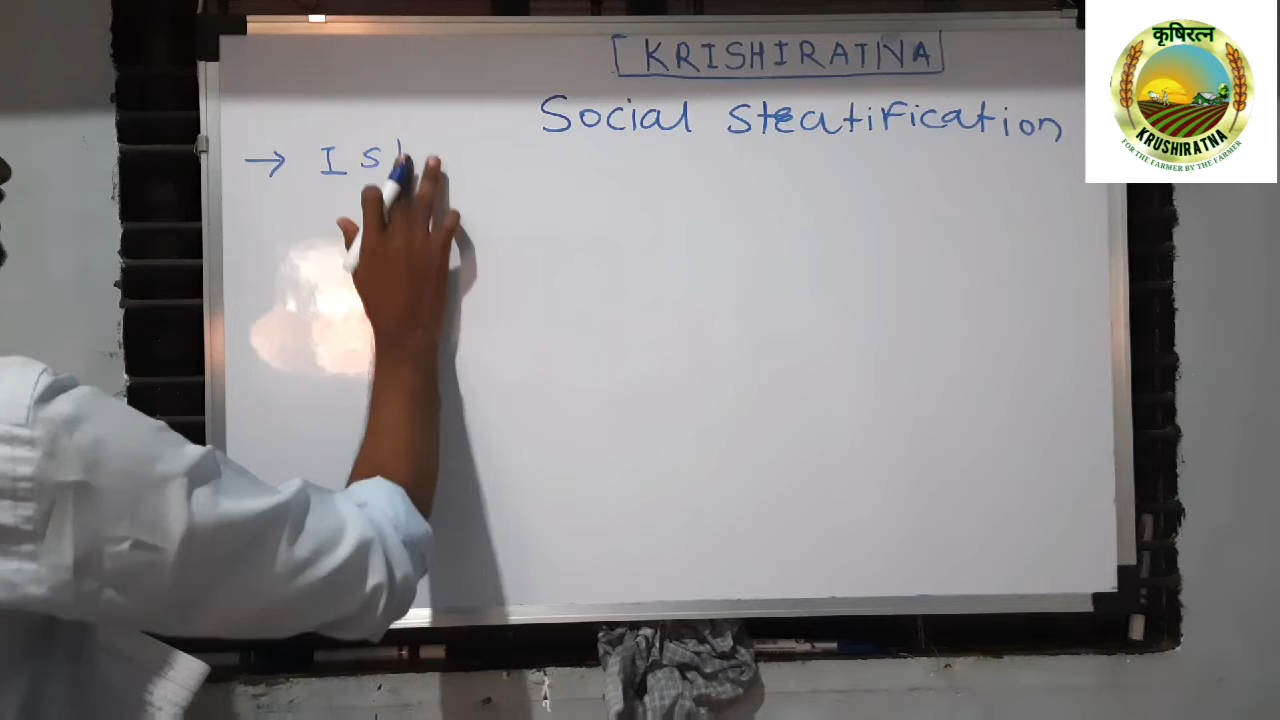 [KRISHIRATNA]
Social Steatification
→ I S
कृषिरत्न
KRUSHIRATNA
FOR THE FARMER BY THE FARMER